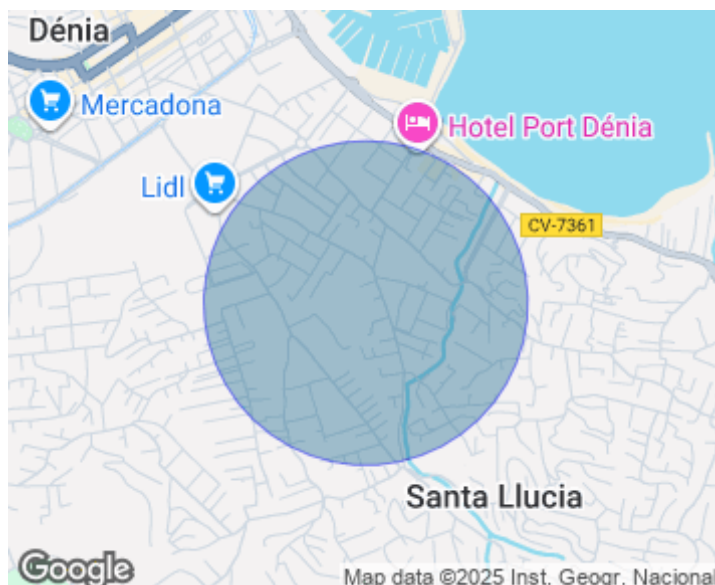 Dénia
Mercadona
Hotel Port Dénia
Lidl
CV-7361
Santa Llucia
Google
Map data ©2025 Inst. Geogr. Nacional